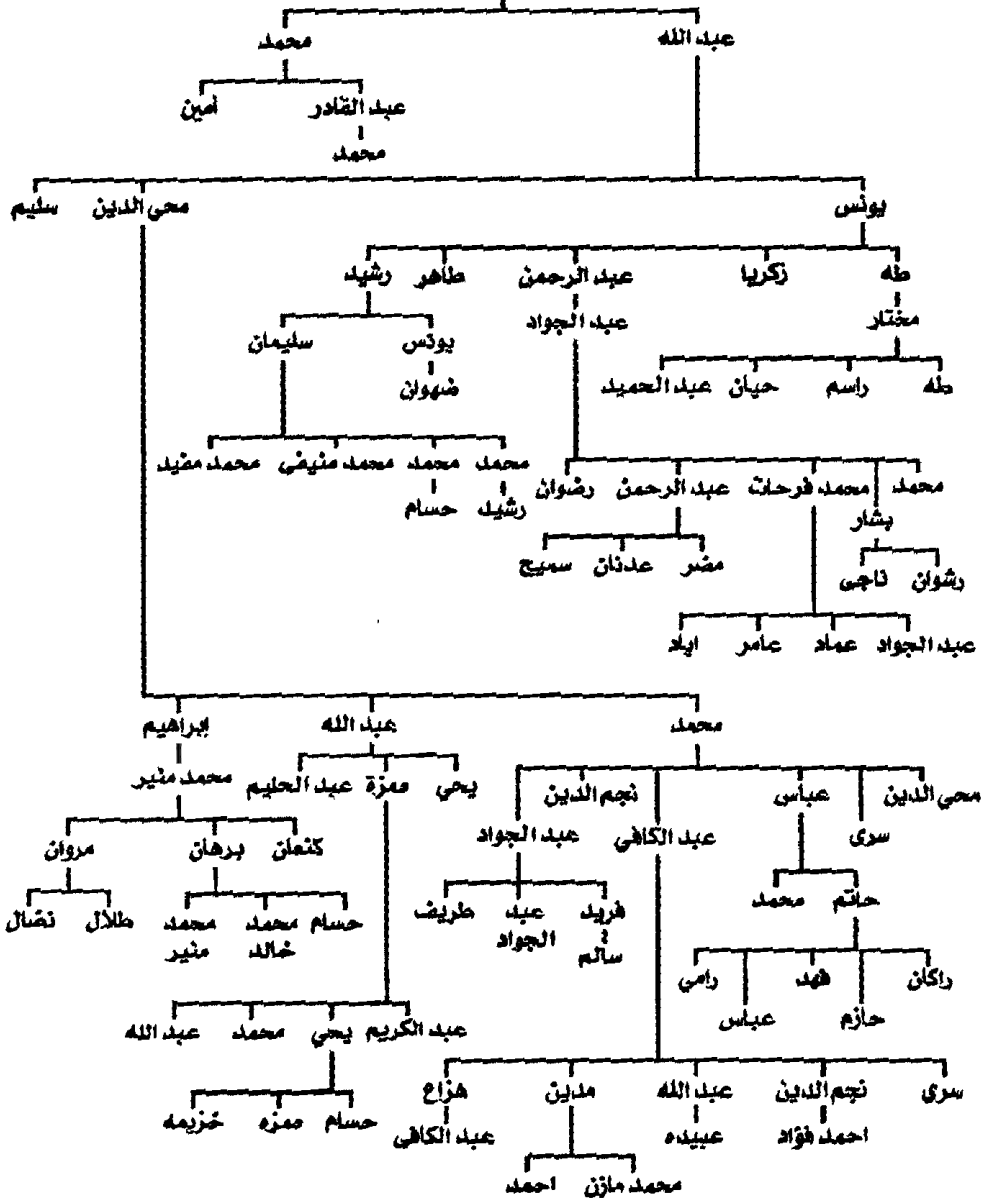 عبد الله محمد
عبد القادر أمين
محمد
يونس محي الدين سليم
طه زكريا عبد الرحمن طاهر رشيد
مختار عبد الجواد
يونس سليمان
طه راسم حيان عبد الحميد ضهوان
محمد محمد محمد منيفي محمد مفيد
رشيد حسام
محمد محمد فرحات عبد الرحمن رضوان
بشار
مضر عدنان سميح
رشوان ناجي
عبد الجواد عماد عامر اياد
محمد عبد الله إبراهيم
محي الدين عباس نجم الدين يحي حمزة عبد الحليم محمد منير
سرى عبد الكافي عبد الجواد
كنعان برهان مروان
حاتم محمد فريد عبد طريف
سالم الجواد
حسام محمد محمد طلال نضال
خالد منير
راكان فهد رامي
حازم عباس
عبد الكريم يحي محمد عبد الله
سري نجم الدين عبد الله مدين هزاع
حسام حمزه خزيمه
احمد فؤاد عبيده عبد الكافي
محمد مازن احمد